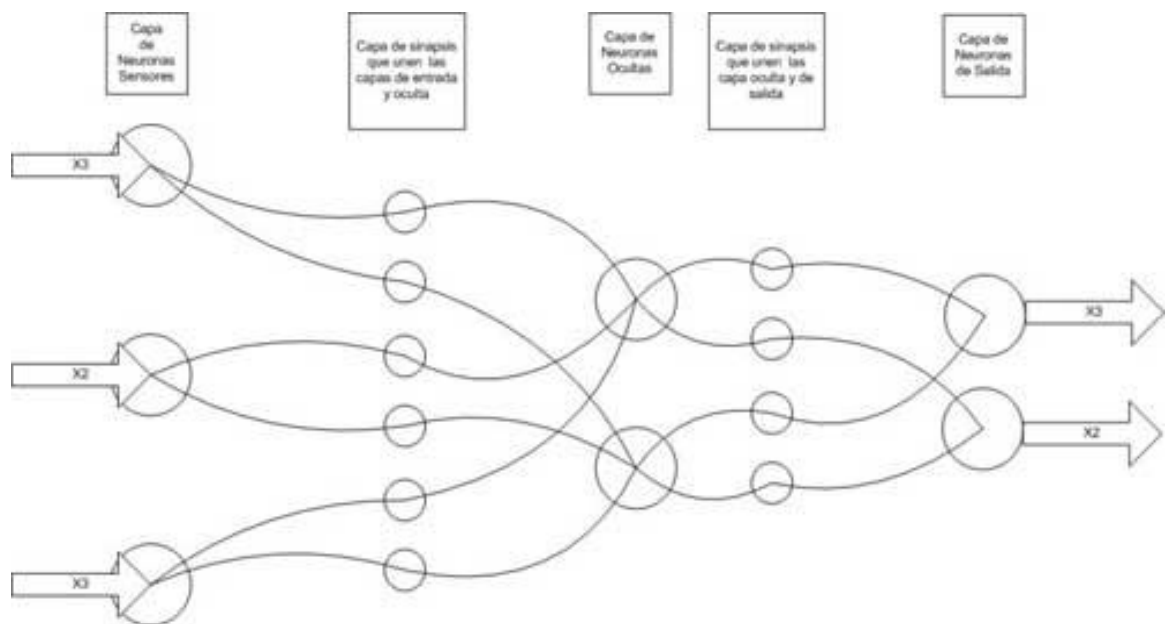 Capa
de
Neuronas
Sensores
Capa de sinapsis
que unen las
capas de entrada
y oculta
Capa de
Neuronas
Ocultas
Capa de sinapsis
que unen las
capa oculta y de
salida
Capa de
Neuronas
de Salida
X3
X3
X2
X2
X3